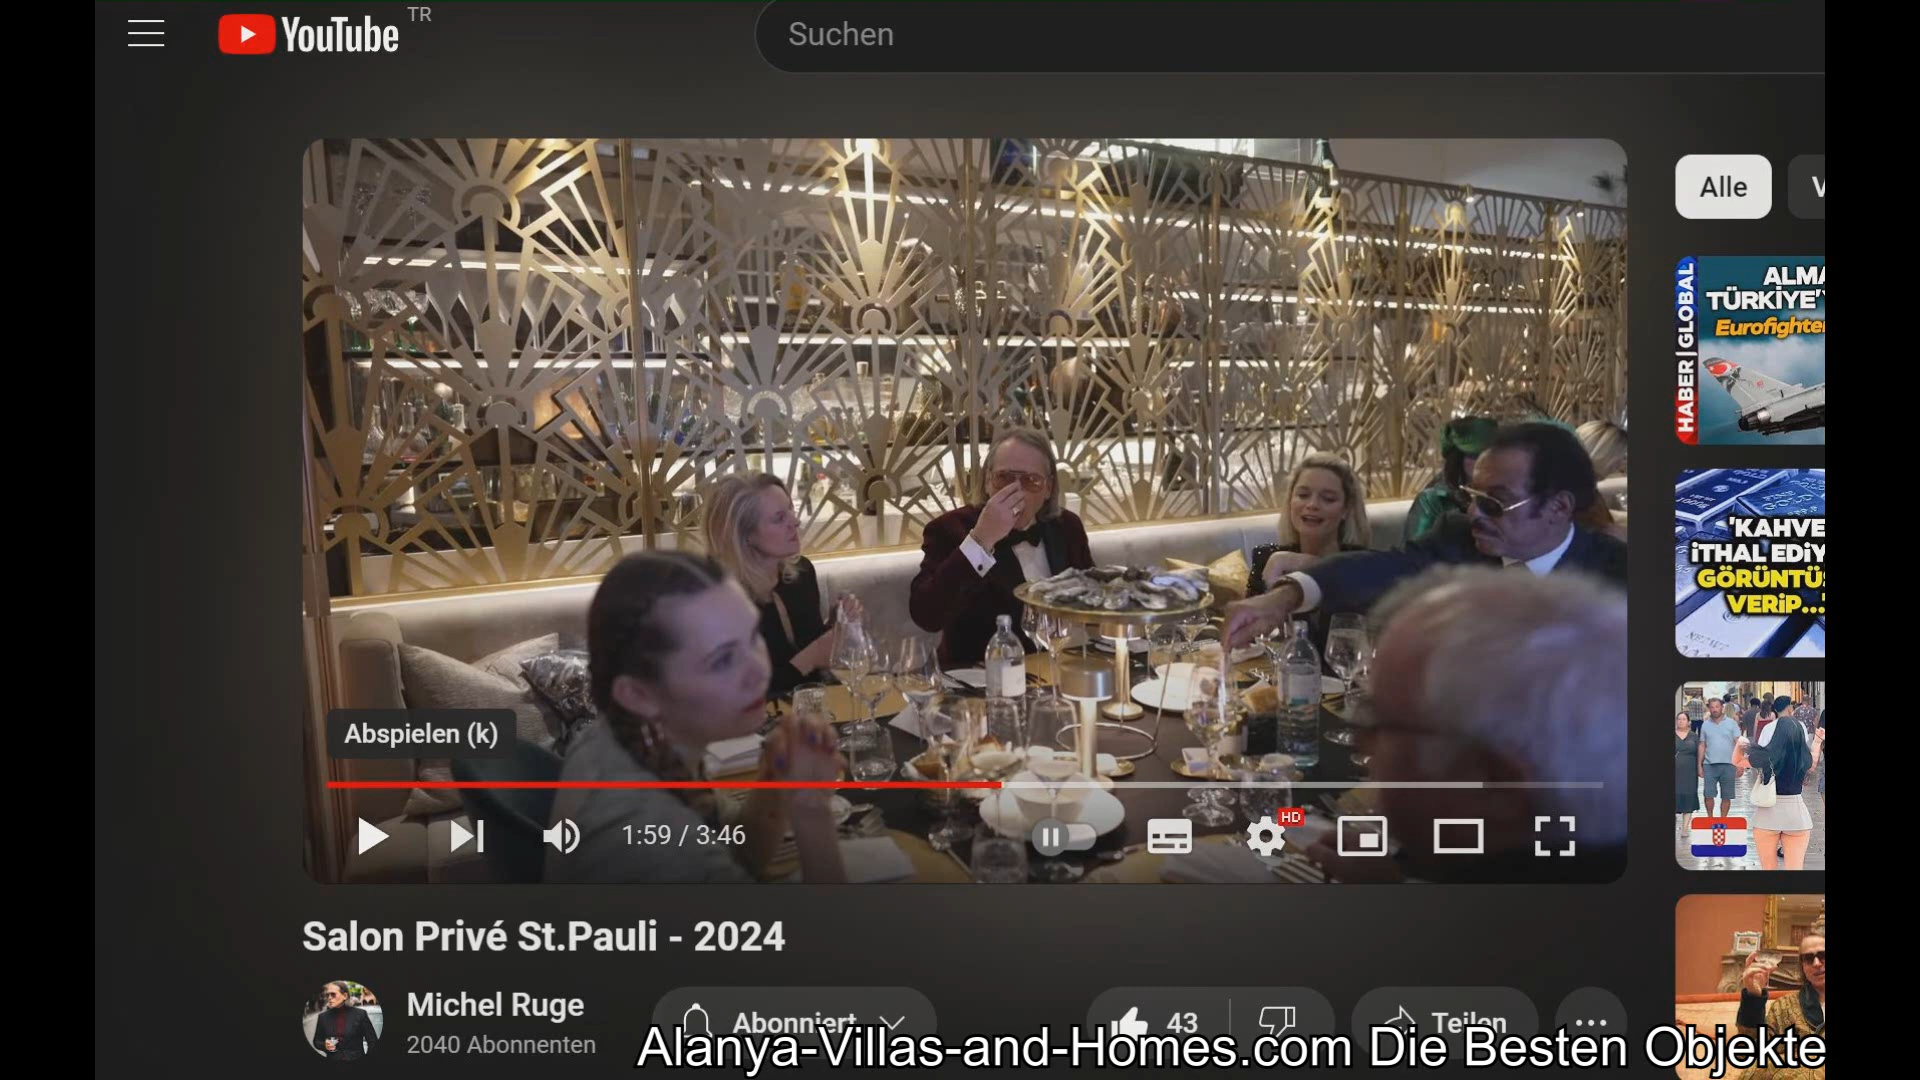 YouTube TR
Suchen
Alle
V
HABER | GLOBAL
ALMA
TÜRKİYE'
Eurofighte
'KAHVE
İTHAL EDİY
GÖRÜNTÜ
VERİP...'
Abspielen (k)
1:59 / 3:46
HD
Salon Privé St.Pauli - 2024
Michel Ruge
2040 Abonnenten
Abonniert
43
Teilen
Alanya-Villas-and-Homes.com Die Besten Objekte